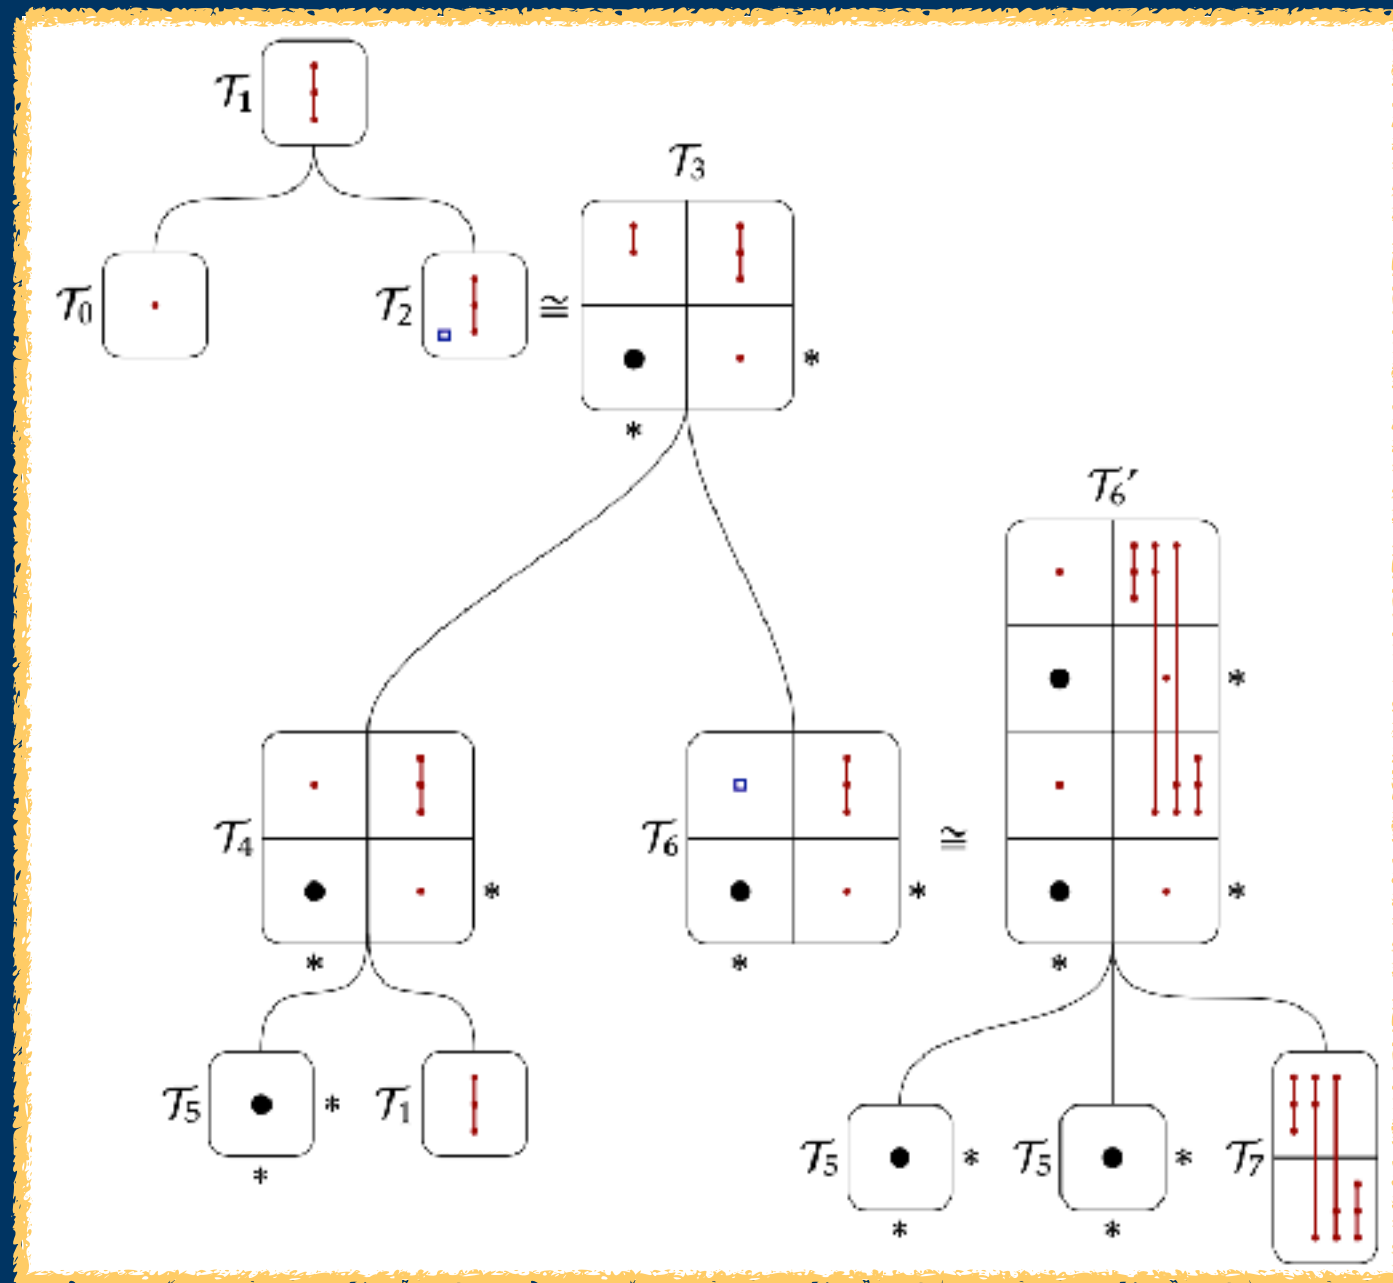 𝒯₁
𝒯₃
𝒯₀
𝒯₂ ≅ *
*
𝒯₆′
*
𝒯₄ * 𝒯₆ * ≅ *
* * *
𝒯₅ * 𝒯₁
*
𝒯₅ * 𝒯₅ * 𝒯₇
* *